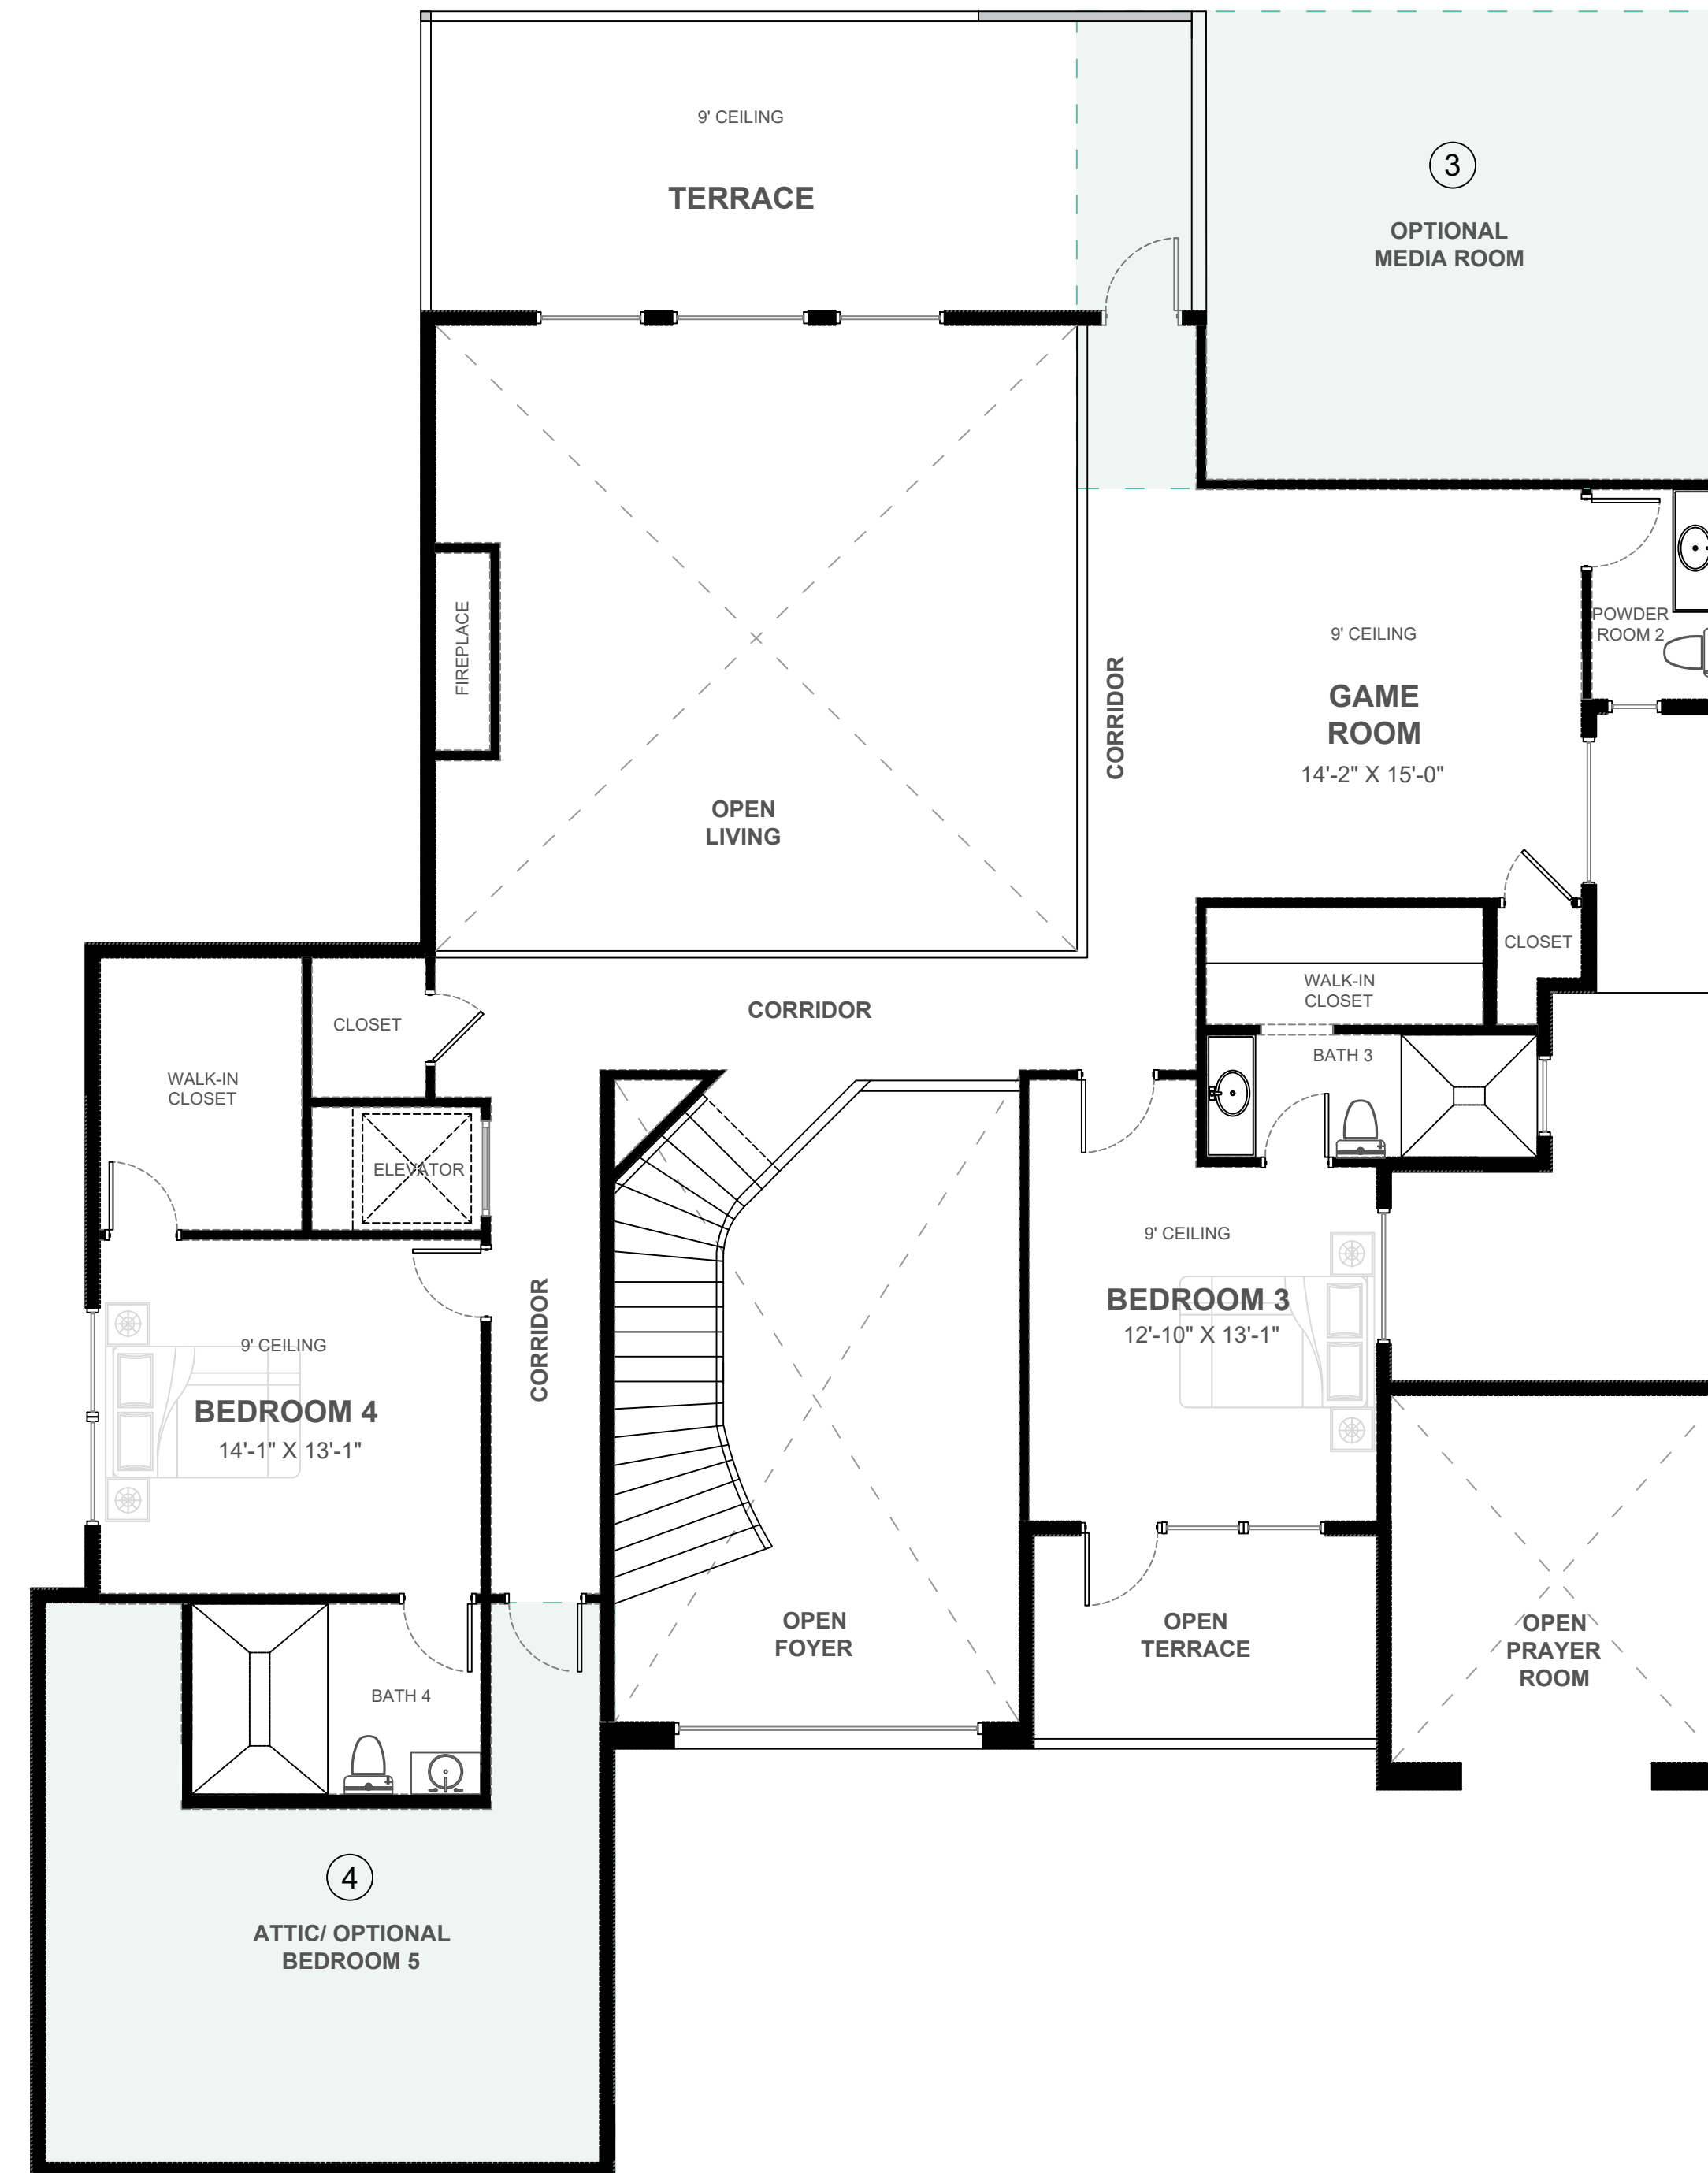 9' CEILING
TERRACE
3
OPTIONAL
MEDIA ROOM
FIREPLACE
OPEN
LIVING
CORRIDOR
9' CEILING
GAME
ROOM
14'-2" X 15'-0"
POWDER
ROOM 2
CLOSET
WALK-IN
CLOSET
BATH 3
CORRIDOR
CLOSET
WALK-IN
CLOSET
ELEVATOR
CORRIDOR
9' CEILING
BEDROOM 4
14'-1" X 13'-1"
9' CEILING
BEDROOM 3
12'-10" X 13'-1"
OPEN
FOYER
OPEN
TERRACE
OPEN
PRAYER
ROOM
BATH 4
4
ATTIC/ OPTIONAL
BEDROOM 5